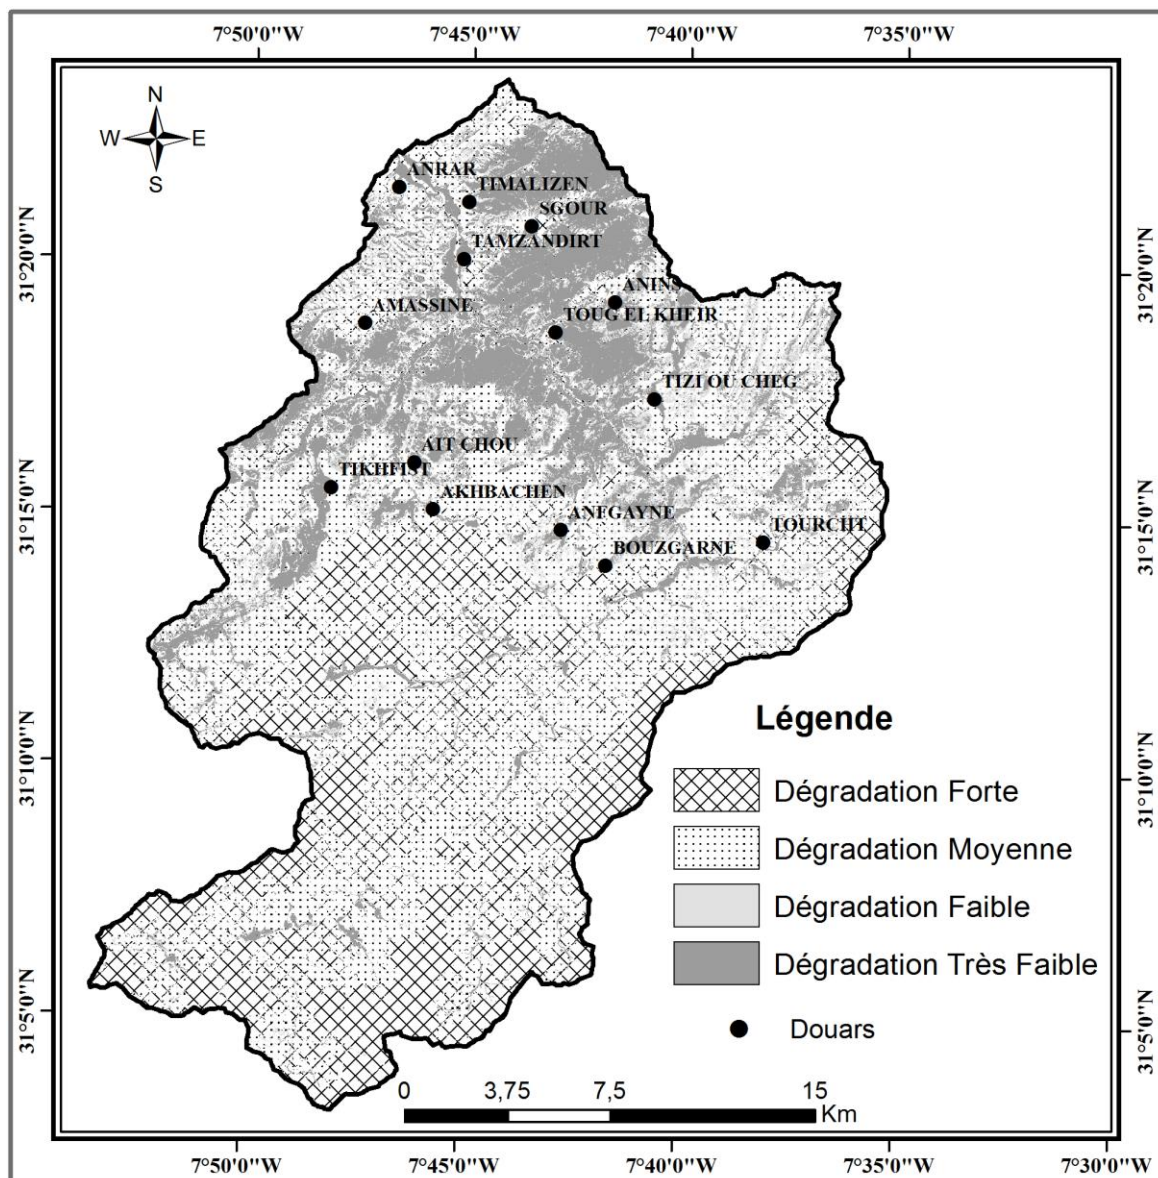 7°50'0"W 7°45'0"W 7°40'0"W 7°35'0"W
N
W E
S
ANRAR
TIMALIZEN
SGOUR
31°20'0"N
TAMZANDIRT
31°20'0"N
ANINS
AMASSINE
TOUG EL KHEIR
TIZI OU CHEG
AIT CHOU
TIKHFIST
AKHBACHEN
31°15'0"N
ANFGAYNE
TOURCHT
31°15'0"N
BOUZGARNE
Légende
31°10'0"N
31°10'0"N
Dégradation Forte
Dégradation Moyenne
Dégradation Faible
Dégradation Très Faible
31°5'0"N
Douars
31°5'0"N
0 3,75 7,5 15
Km
7°50'0"W 7°45'0"W 7°40'0"W 7°35'0"W 7°30'0"W